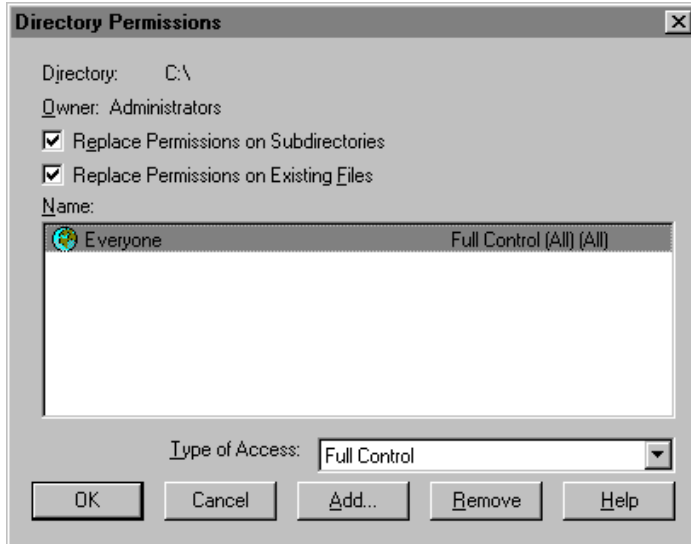 Directory Permissions
Directory: C:\
Owner: Administrators
Replace Permissions on Subdirectories
Replace Permissions on Existing Files
Name:
Everyone Full Control (All) (All)
Type of Access: Full Control
OK Cancel Add... Remove Help